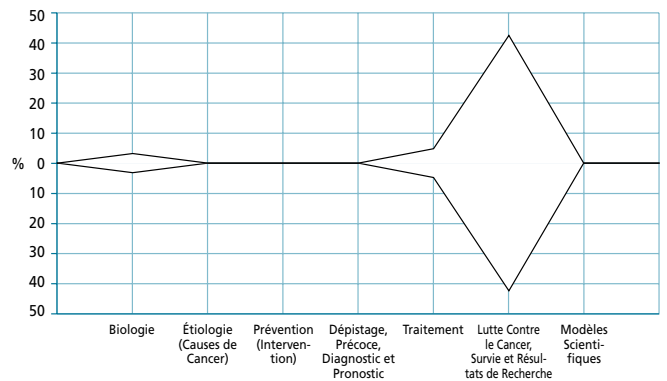 50
40
30
20
10
% 0
10
20
30
40
50
Biologie
Étiologie
(Causes de
Cancer)
Prévention
(Interven-
tion)
Dépistage,
Précoce,
Diagnostic et
Pronostic
Traitement
Lutte Contre
le Cancer,
Survie et Résul-
tats de Recherche
Modèles
Scienti-
fiques